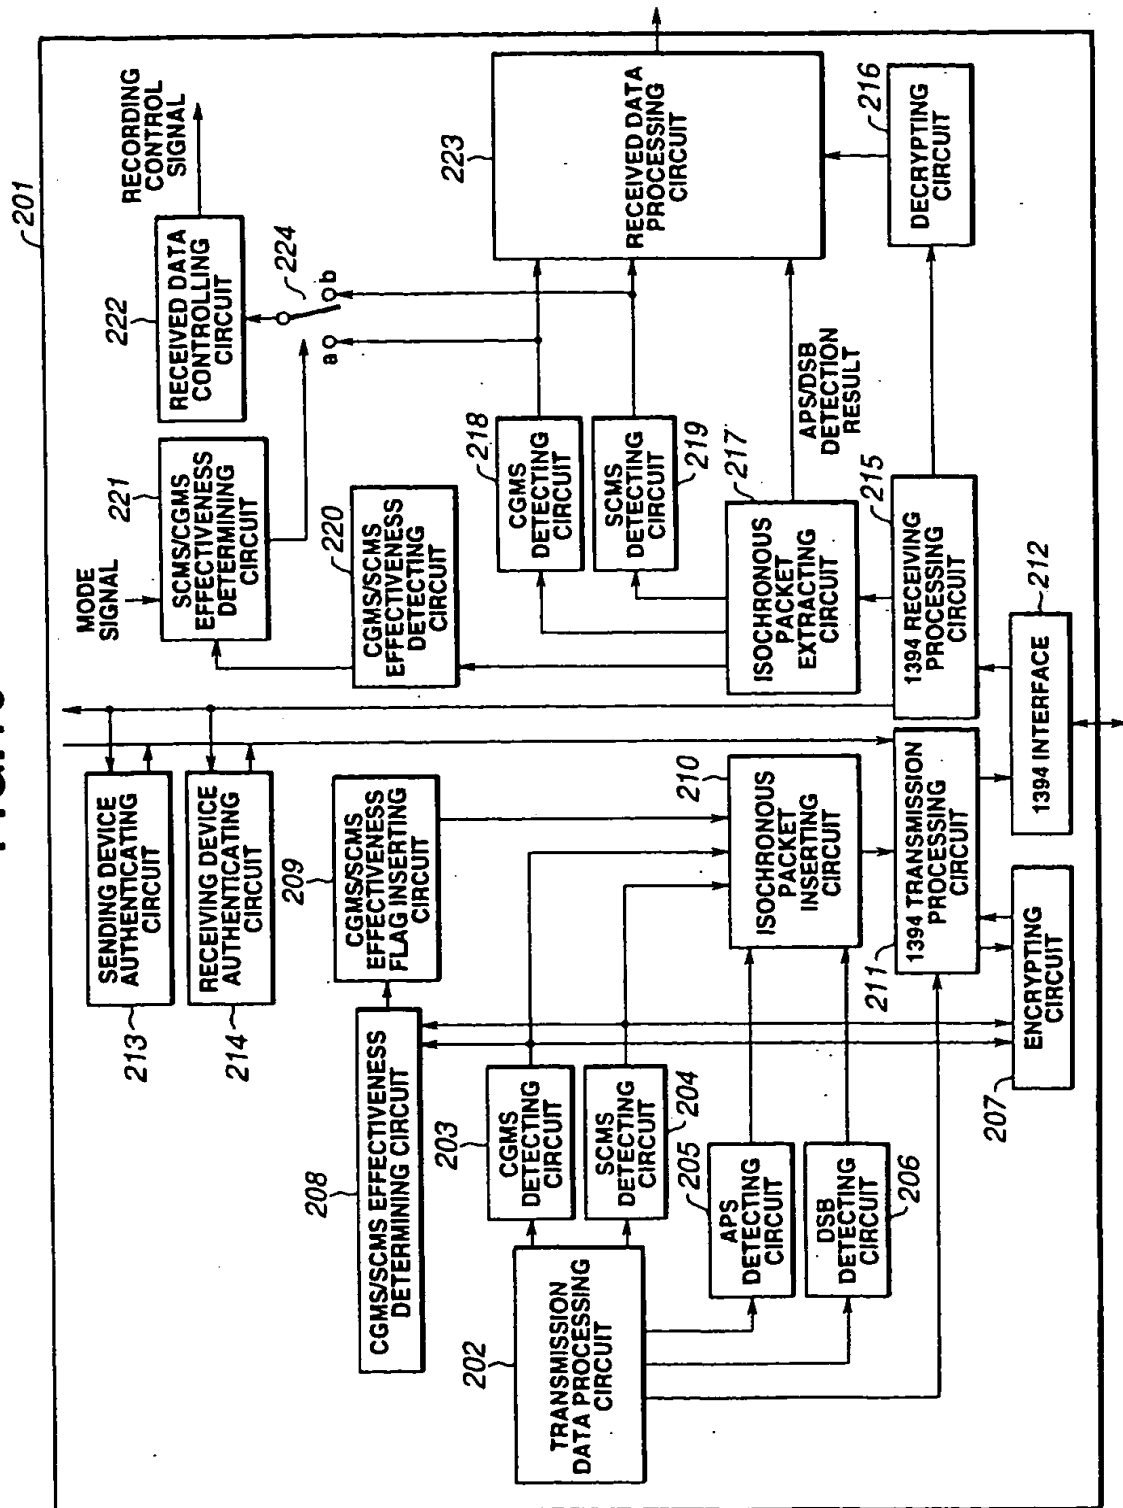 201
213
SENDING DEVICE
AUTHENTICATING
CIRCUIT
214
RECEIVING DEVICE
AUTHENTICATING
CIRCUIT
MODE
SIGNAL
221
SCMS/CGMS
EFFECTIVENESS
DETERMINING
CIRCUIT
222
RECEIVED DATA
CONTROLLING
CIRCUIT
RECORDING
CONTROL
SIGNAL
224
a
b
208
CGMS/SCMS EFFECTIVENESS
DETERMINING CIRCUIT
209
CGMS/SCMS
EFFECTIVENESS
FLAG INSERTING
CIRCUIT
220
CGMS/SCMS
EFFECTIVENESS
DETECTING
CIRCUIT
202
TRANSMISSION
DATA PROCESSING
CIRCUIT
203
CGMS
DETECTING
CIRCUIT
204
SCMS
DETECTING
CIRCUIT
218
CGMS
DETECTING
CIRCUIT
219
SCMS
DETECTING
CIRCUIT
223
RECEIVED DATA
PROCESSING
CIRCUIT
205
APS
DETECTING
CIRCUIT
206
DSB
DETECTING
CIRCUIT
210
ISOCHRONOUS
PACKET
INSERTING
CIRCUIT
217
ISOCHRONOUS
PACKET
EXTRACTING
CIRCUIT
APS/DSB
DETECTION
RESULT
211
1394 TRANSMISSION
PROCESSING
CIRCUIT
215
1394 RECEIVING
PROCESSING
CIRCUIT
216
DECRYPTING
CIRCUIT
207
ENCRYPTING
CIRCUIT
212
1394 INTERFACE